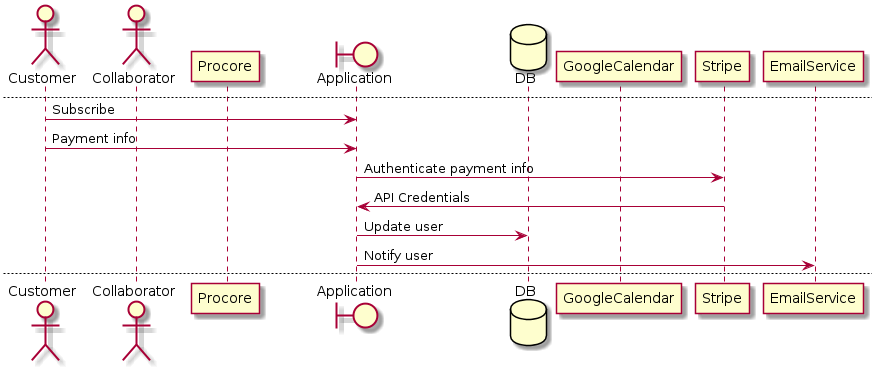 Customer Collaborator Procore Application DB GoogleCalendar Stripe EmailService
Subscribe
Payment info
Authenticate payment info
API Credentials
Update user
Notify user
Customer Collaborator Procore Application DB GoogleCalendar Stripe EmailService